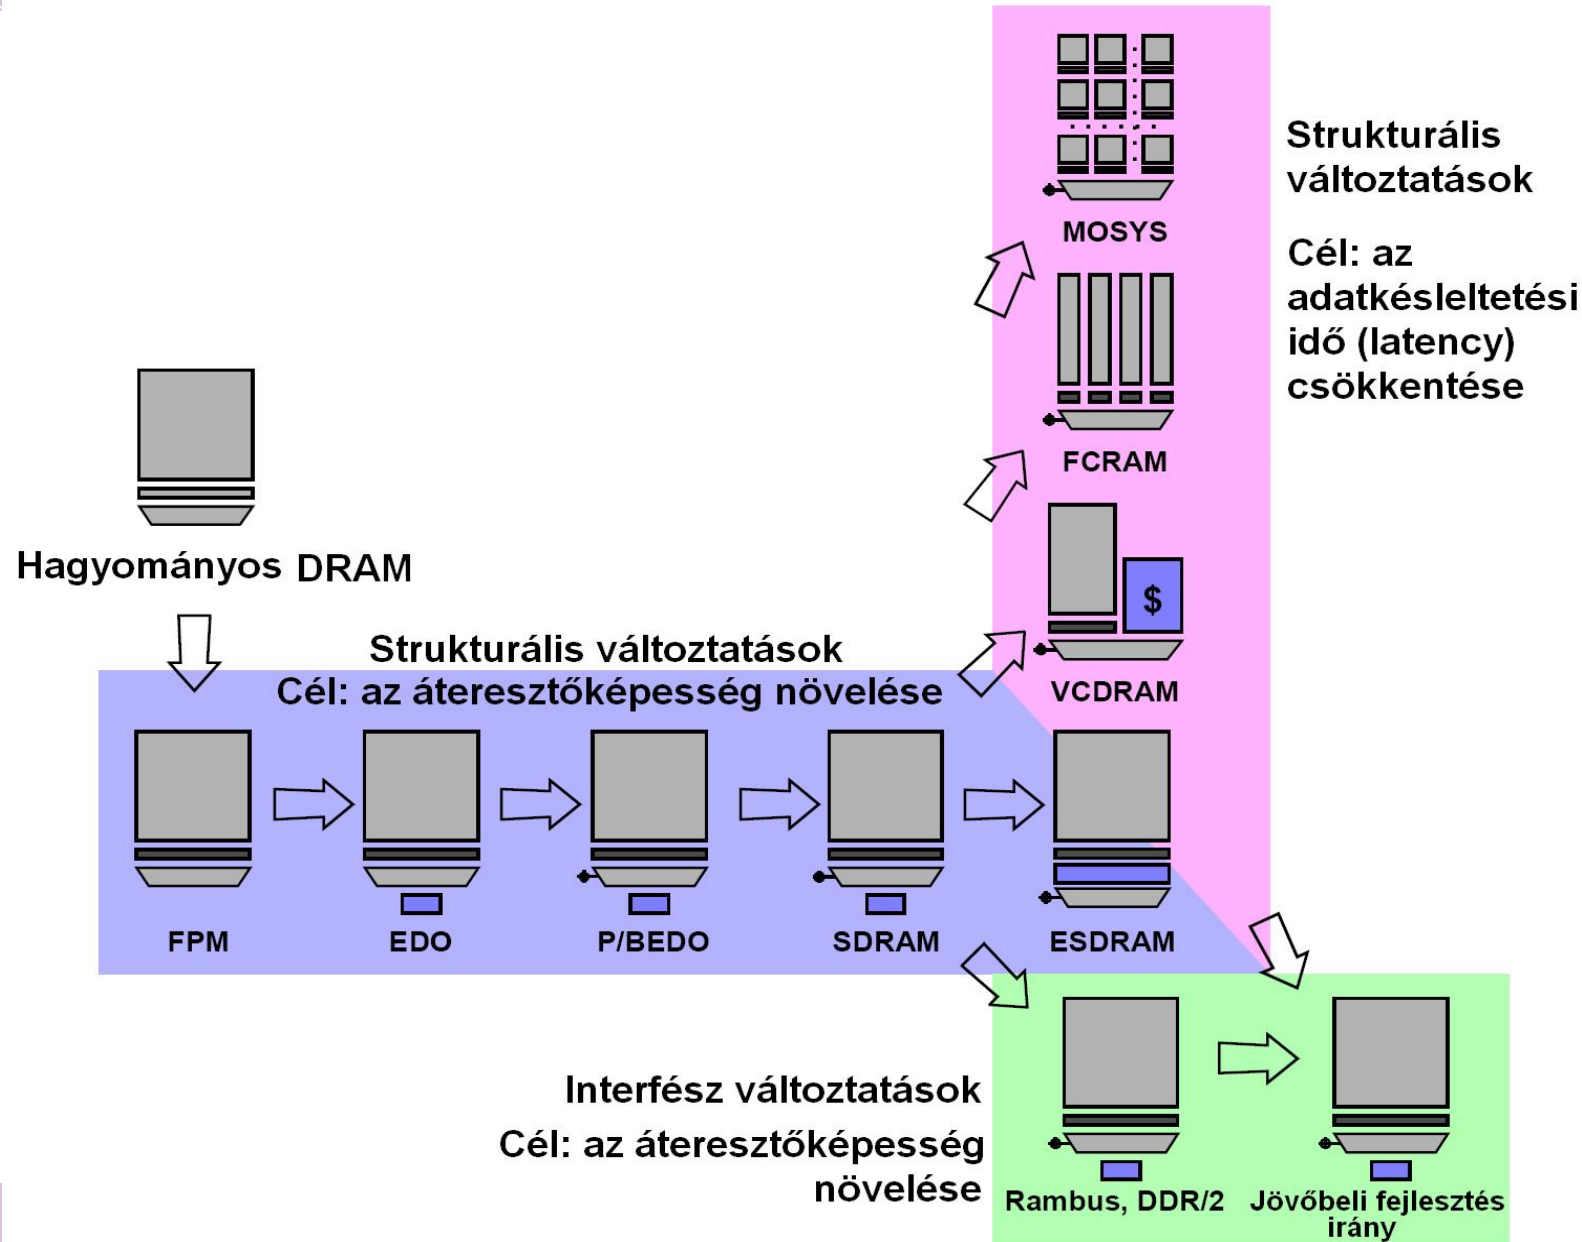 MOSYS
Strukturális
változtatások
Cél: az
adatkésleltetési
idő (latency)
csökkentése
FCRAM
Hagyományos DRAM
$
VCDRAM
Strukturális változtatások
Cél: az áteresztőképesség növelése
FPM
EDO
P/BEDO
SDRAM
ESDRAM
Interfész változtatások
Cél: az áteresztőképesség
növelése
Rambus, DDR/2
Jövőbeli fejlesztés
irány